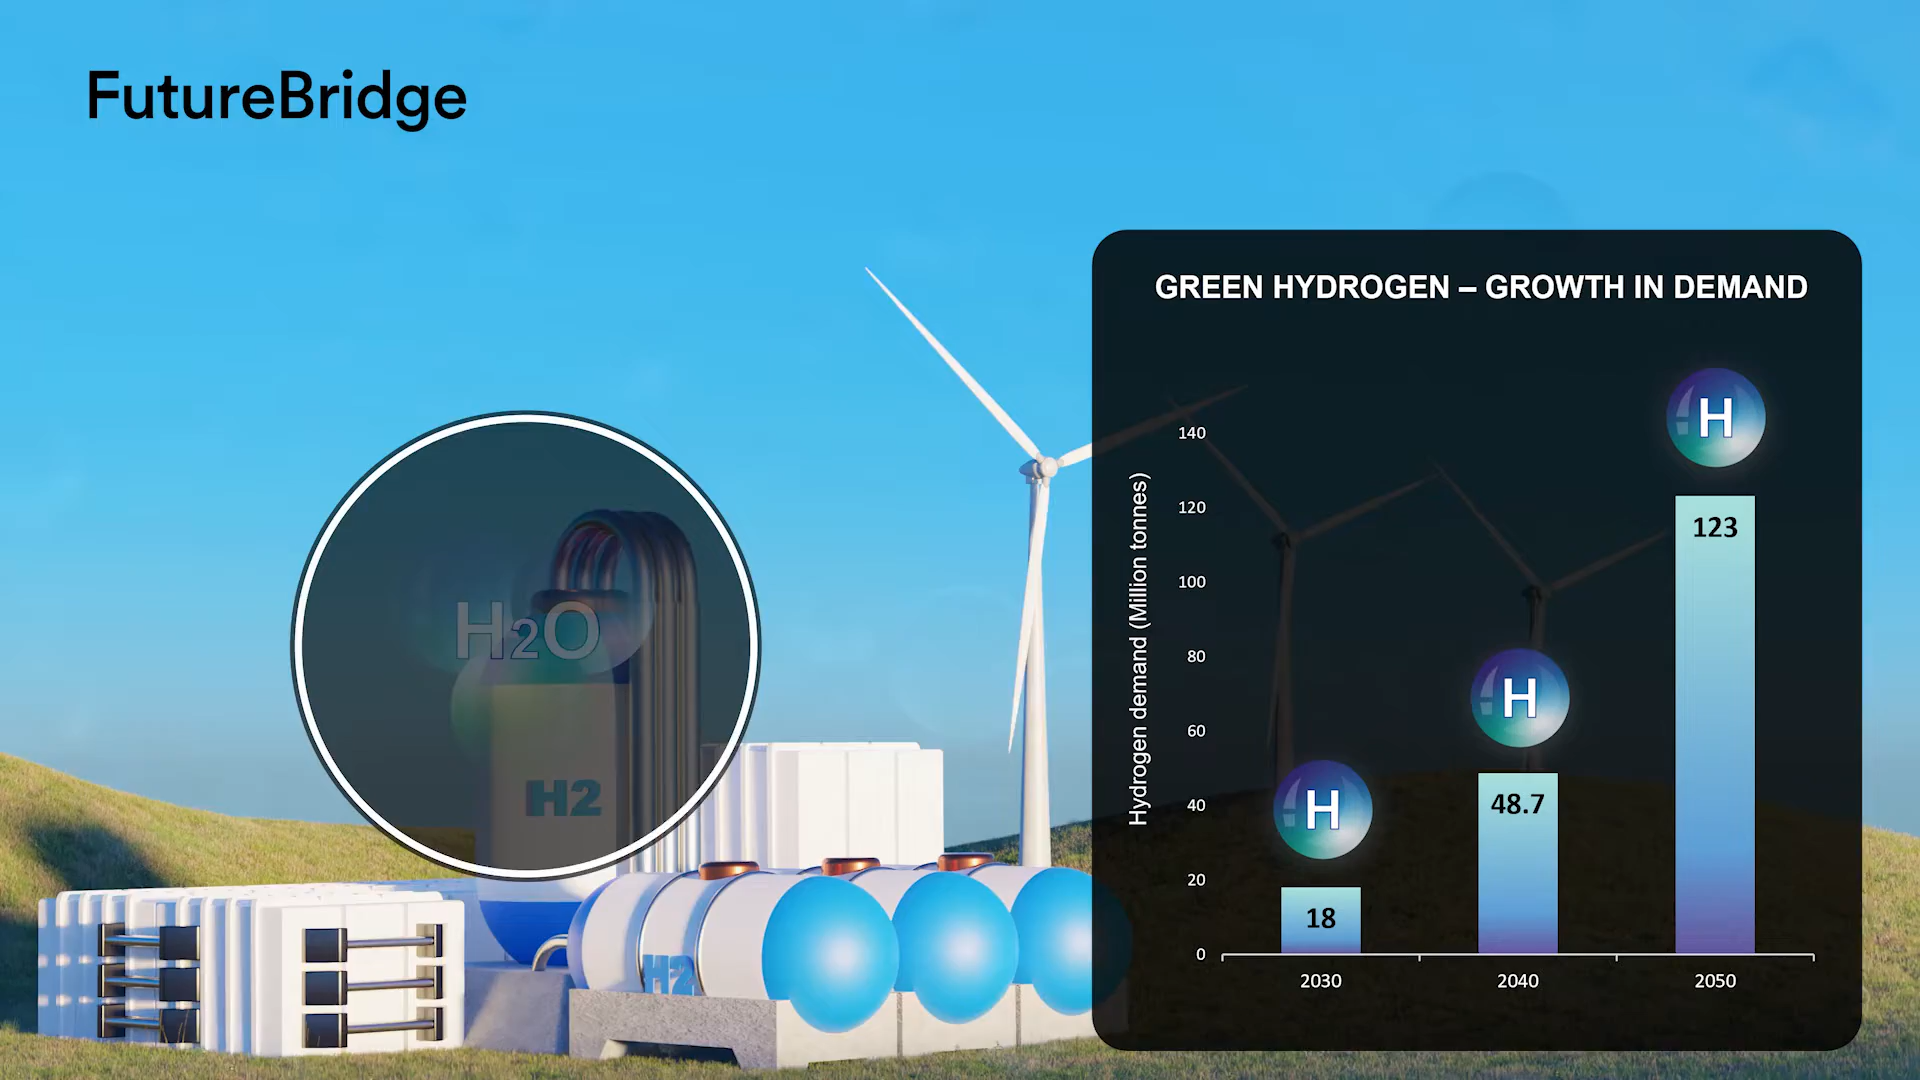 FutureBridge
H2O
H2
H2
GREEN HYDROGEN – GROWTH IN DEMAND
Hydrogen demand (Million tonnes)
140
120
100
80
60
40
20
0
H
18
H
48.7
H
123
2030
2040
2050